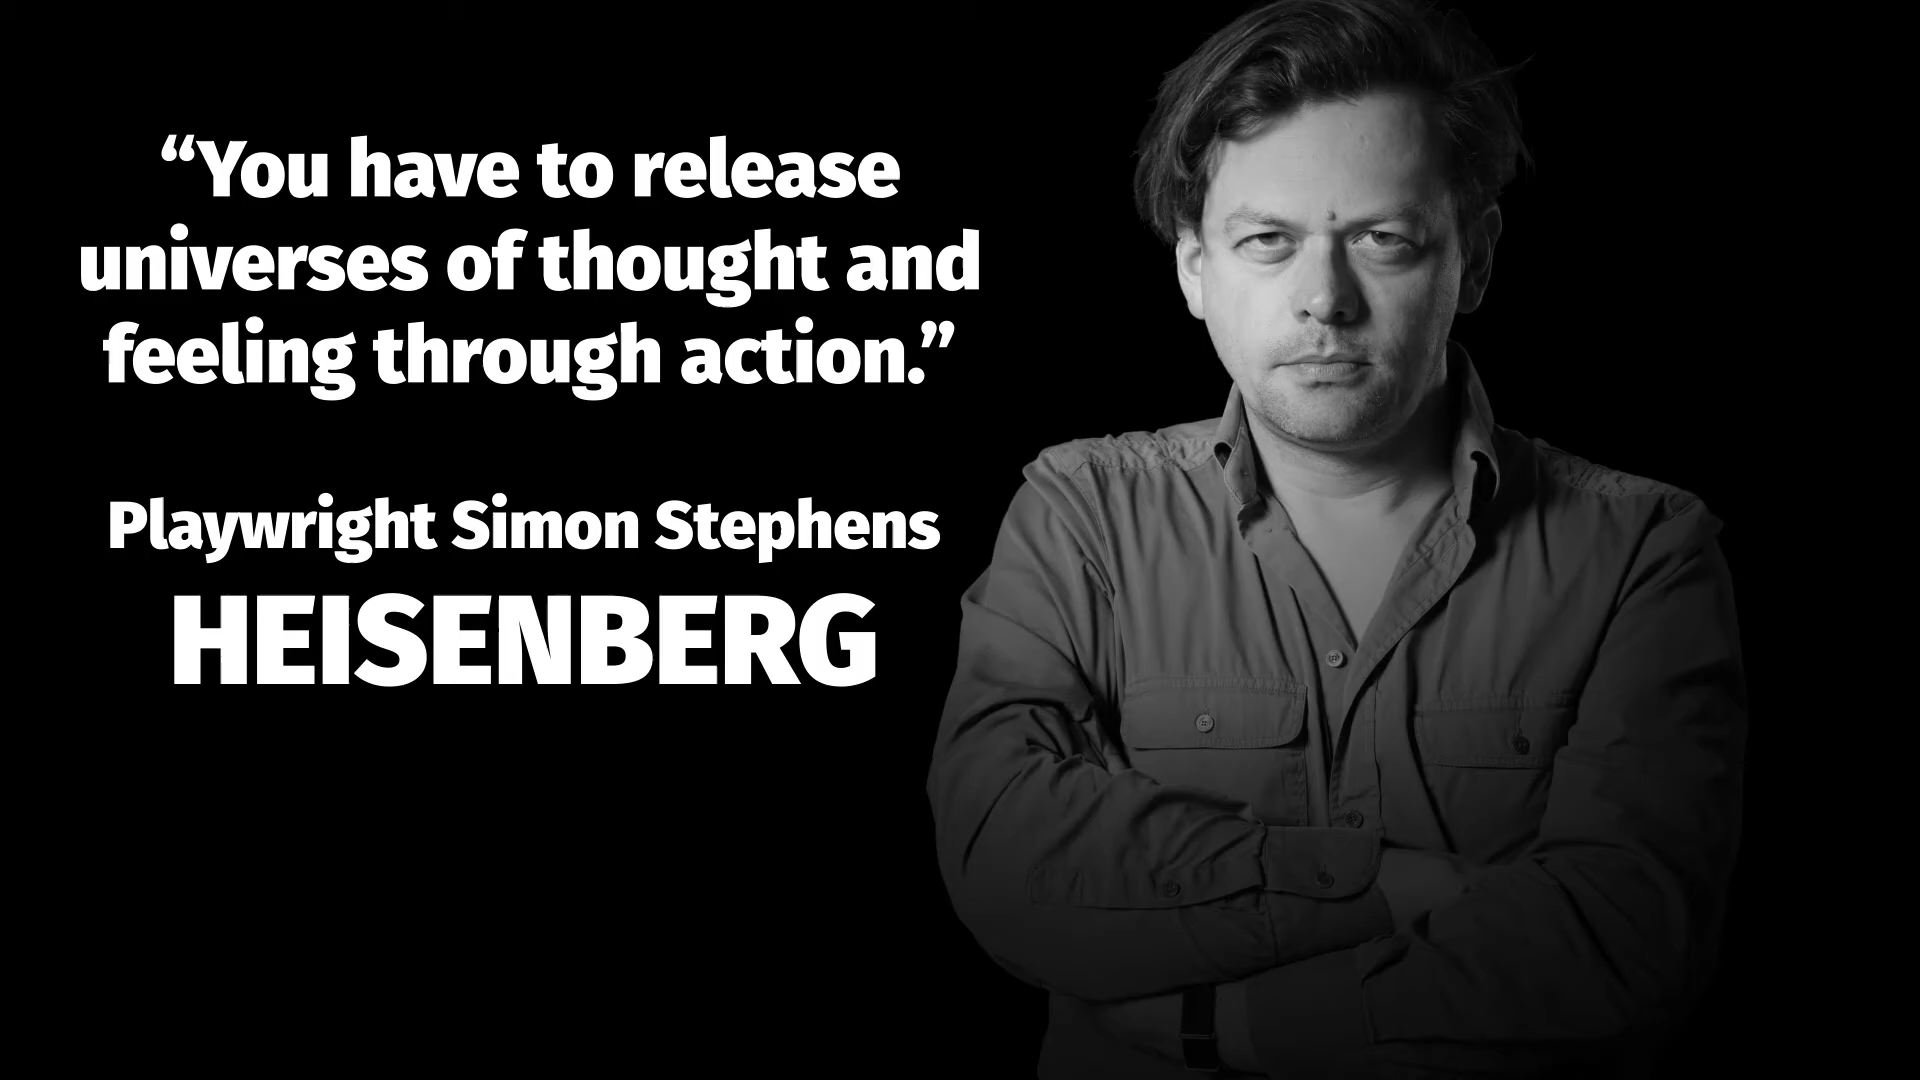 “You have to release
universes of thought and
feeling through action.”
Playwright Simon Stephens
HEISENBERG